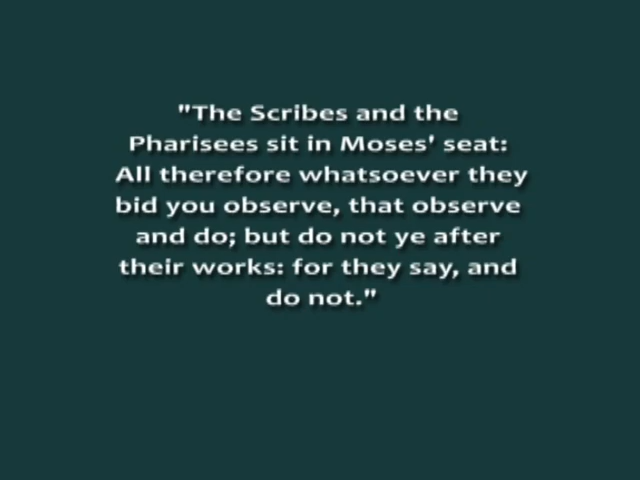 "The Scribes and the
Pharisees sit in Moses' seat:
All therefore whatsoever they
bid you observe, that observe
and do; but do not ye after
their works: for they say, and
do not."